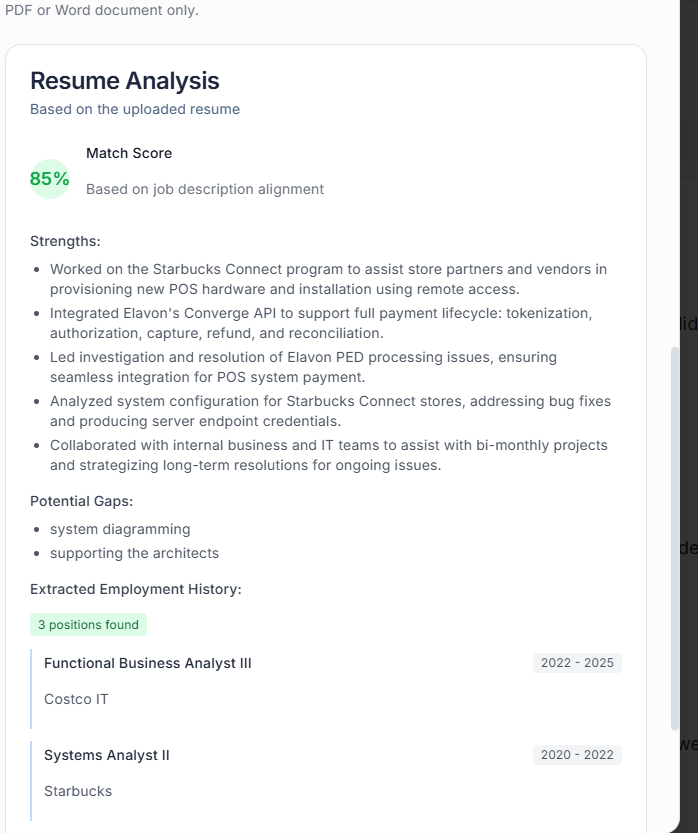 PDF or Word document only.
Resume Analysis
Based on the uploaded resume
85%
Match Score
Based on job description alignment
Strengths:
• Worked on the Starbucks Connect program to assist store partners and vendors in
provisioning new POS hardware and installation using remote access.
• Integrated Elavon's Converge API to support full payment lifecycle: tokenization,
authorization, capture, refund, and reconciliation.
• Led investigation and resolution of Elavon PED processing issues, ensuring
seamless integration for POS system payment.
• Analyzed system configuration for Starbucks Connect stores, addressing bug fixes
and producing server endpoint credentials.
• Collaborated with internal business and IT teams to assist with bi-monthly projects
and strategizing long-term resolutions for ongoing issues.
Potential Gaps:
• system diagramming
• supporting the architects
Extracted Employment History:
3 positions found
Functional Business Analyst III
2022 - 2025
Costco IT
Systems Analyst II
2020 - 2022
Starbucks